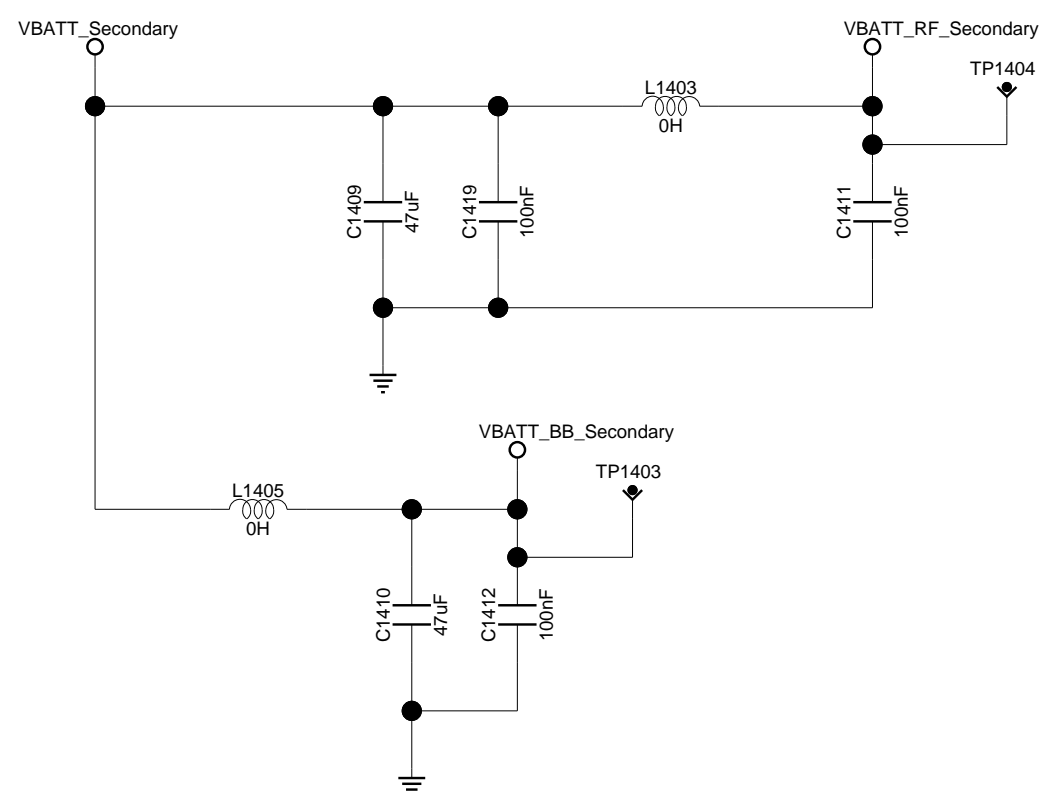 VBATT_Secondary
VBATT_RF_Secondary
TP1404
L1403
0H
C1409
47uF
C1419
100nF
C1411
100nF
VBATT_BB_Secondary
TP1403
L1405
0H
C1410
47uF
C1412
100nF